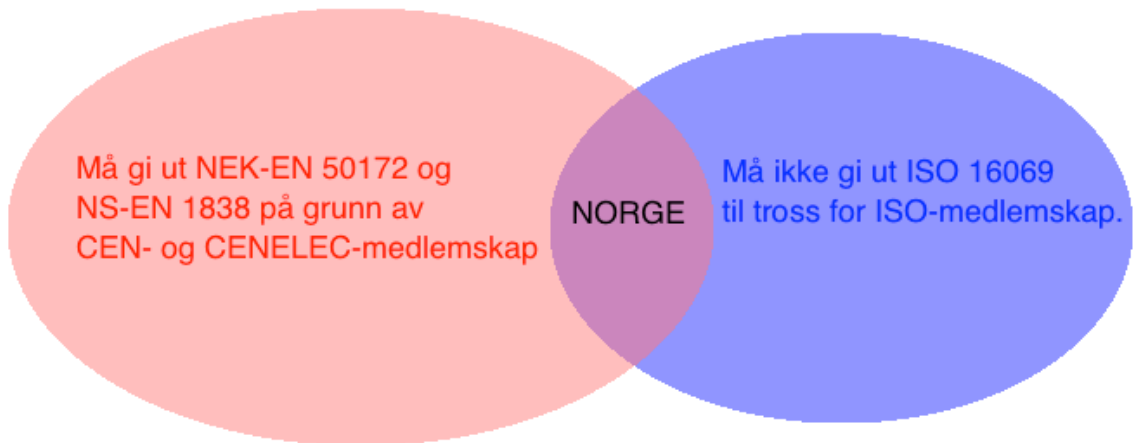 Må gi ut NEK-EN 50172 og
NS-EN 1838 på grunn av
CEN- og CENELEC-medlemskap
NORGE
Må ikke gi ut ISO 16069
til tross for ISO-medlemskap.